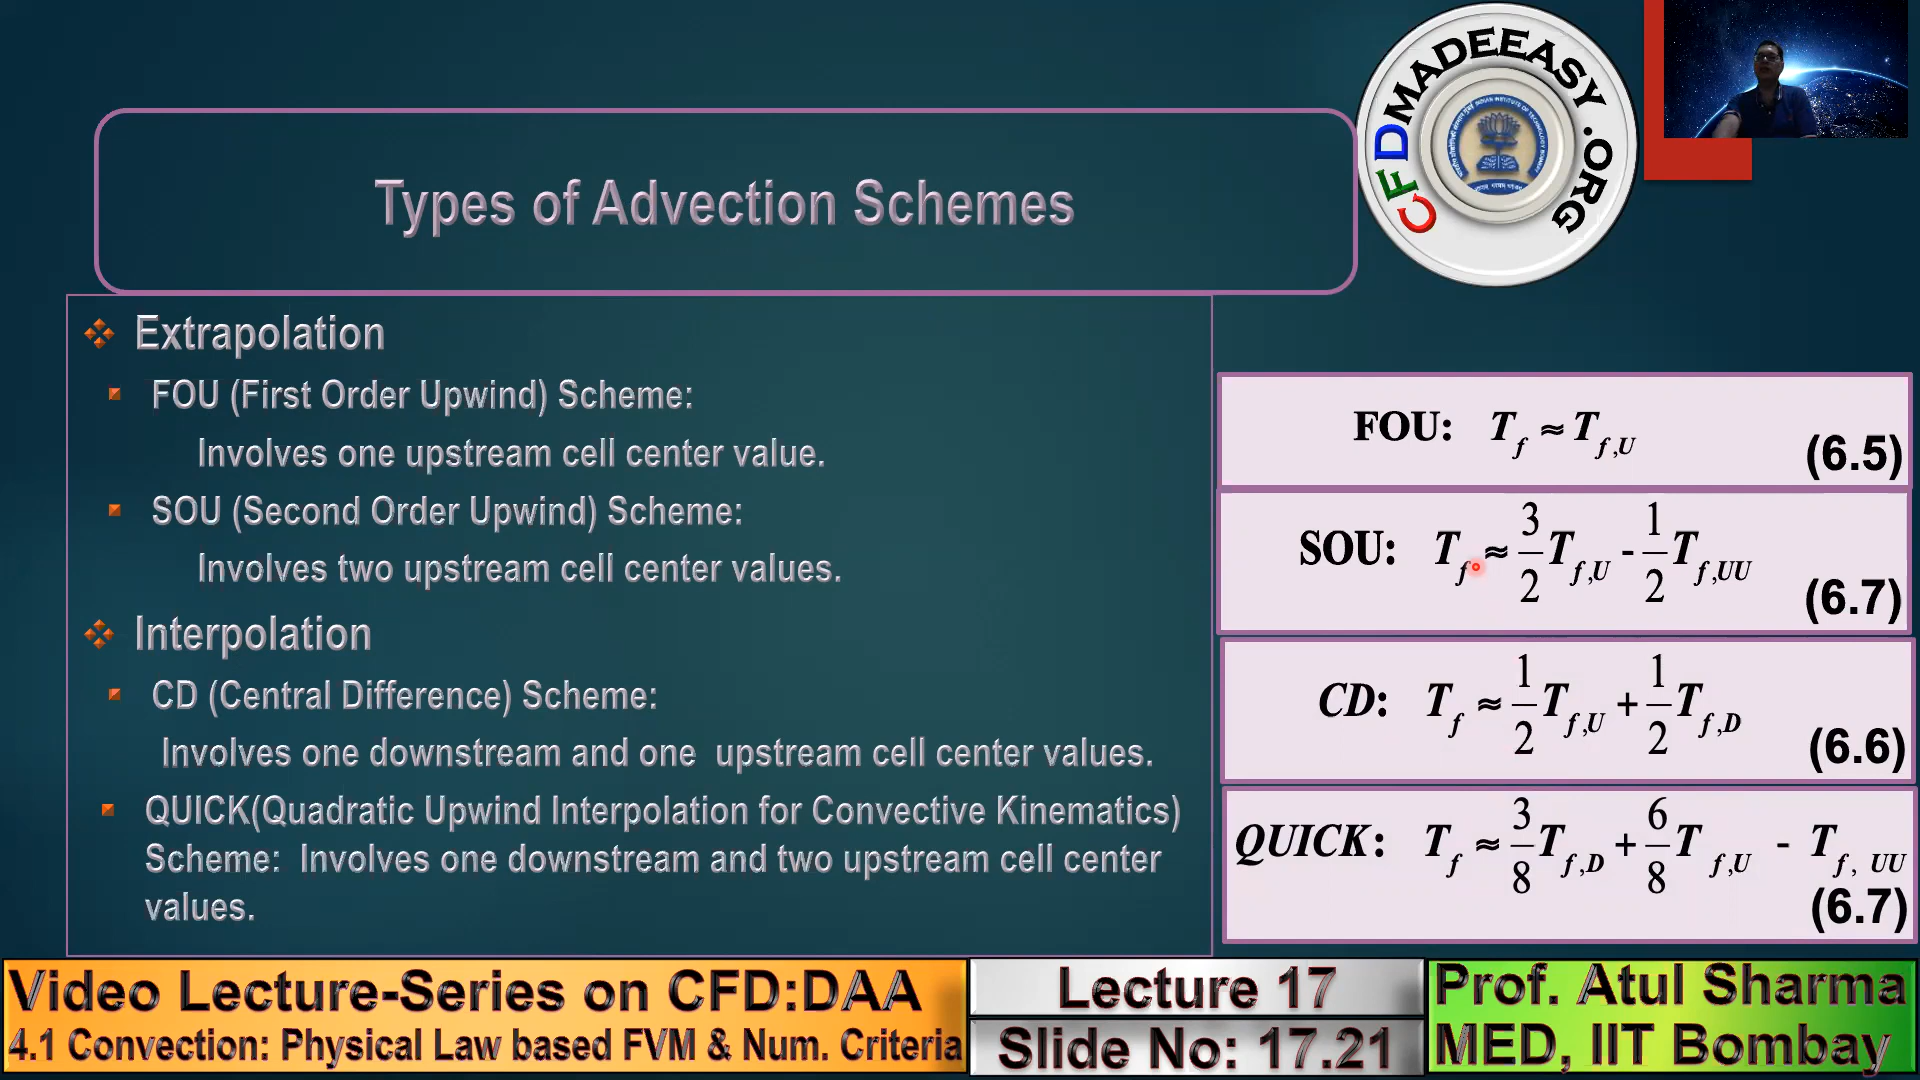 CFDMADEEASY.ORG
Types of Advection Schemes
Extrapolation
FOU (First Order Upwind) Scheme:
Involves one upstream cell center value.
SOU (Second Order Upwind) Scheme:
Involves two upstream cell center values.
Interpolation
CD (Central Difference) Scheme:
Involves one downstream and one upstream cell center values.
QUICK(Quadratic Upwind Interpolation for Convective Kinematics)
Scheme: Involves one downstream and two upstream cell center
values.
FOU: T_f ≈ T_f,U (6.5)
SOU: T_f ≈ 3/2 T_f,U - 1/2 T_f,UU (6.7)
CD: T_f ≈ 1/2 T_f,U + 1/2 T_f,D (6.6)
QUICK: T_f ≈ 3/8 T_f,D + 6/8 T_f,U - T_f, UU
(6.7)
Video Lecture-Series on CFD:DAA
4.1 Convection: Physical Law based FVM & Num. Criteria
Lecture 17
Slide No: 17.21
Prof. Atul Sharma
MED, IIT Bombay